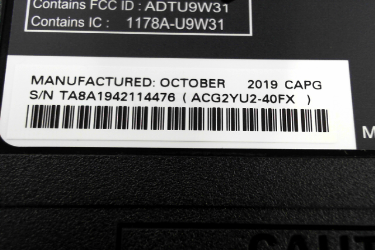 Contains FCC ID : ADTU9W31
Contains IC : 1178A-U9W31
MANUFACTURED: OCTOBER 2019 CAPG
S/N TA8A1942114476 ( ACG2YU2-40FX )
M